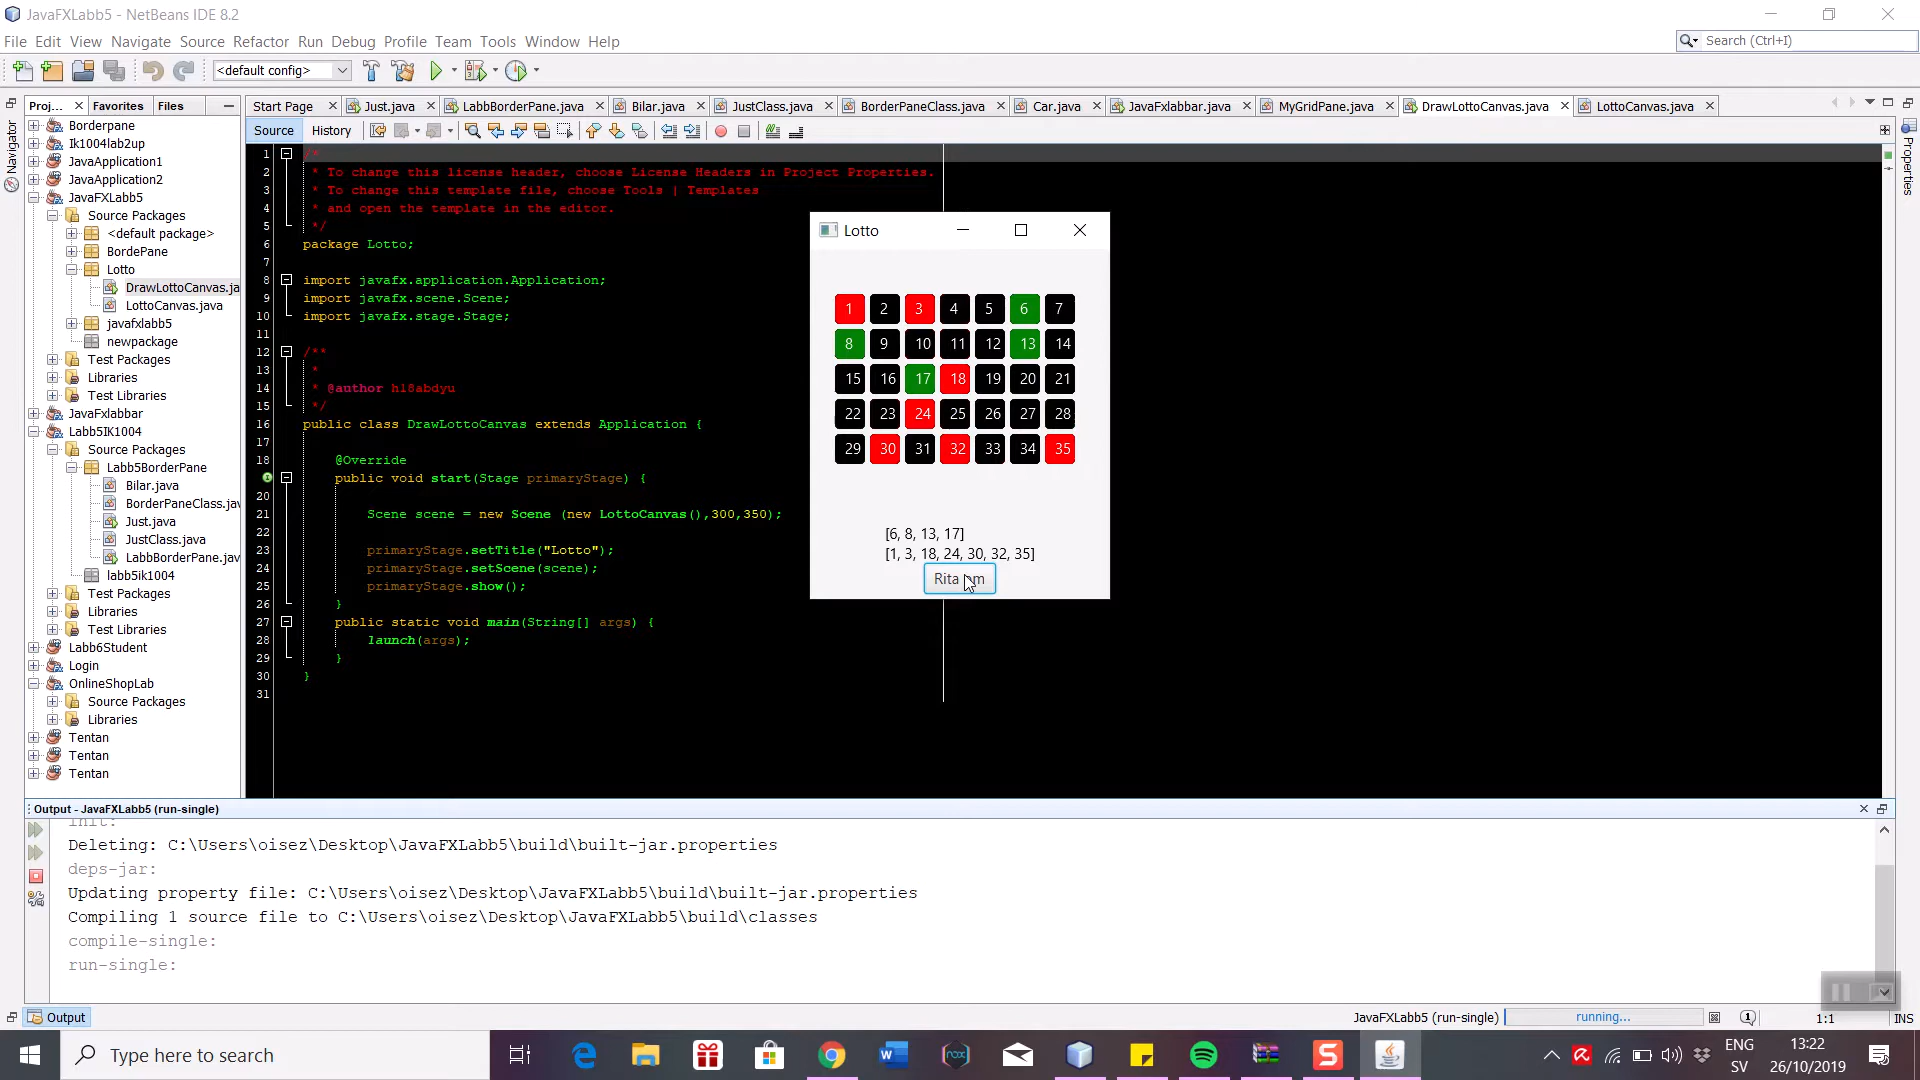 JavaFXLabb5 - NetBeans IDE 8.2
File Edit View Navigate Source Refactor Run Debug Profile Team Tools Window Help
Search (Ctrl+I)
<default config>
Proj... Favorites Files
Start Page Just.java LabbBorderPane.java Bilar.java JustClass.java BorderPaneClass.java Car.java JavaFxlabbar.java MyGridPane.java DrawLottoCanvas.java LottoCanvas.java
Source History
Navigator
Properties
Borderpane
Ik1004lab2up
JavaApplication1
JavaApplication2
JavaFXLabb5
Source Packages
<default package>
BordePane
Lotto
DrawLottoCanvas.ja
LottoCanvas.java
javafxlabb5
newpackage
Test Packages
Libraries
Test Libraries
JavaFxlabbar
Labb5IK1004
Source Packages
Labb5BorderPane
Bilar.java
BorderPaneClass.jav
Just.java
JustClass.java
LabbBorderPane.jav
labb5ik1004
Test Packages
Libraries
Test Libraries
Labb6Student
Login
OnlineShopLab
Source Packages
Libraries
Tentan
Tentan
Tentan
1 /*
2 * To change this license header, choose License Headers in Project Properties.
3 * To change this template file, choose Tools | Templates
4 * and open the template in the editor.
5 */
6 package Lotto;
7
8 import javafx.application.Application;
9 import javafx.scene.Scene;
10 import javafx.stage.Stage;
11
12 /**
13 *
14 * @author h18abdyu
15 */
16 public class DrawLottoCanvas extends Application {
17
18 @Override
public void start(Stage primaryStage) {
20
21 Scene scene = new Scene (new LottoCanvas(),300,350);
22
23 primaryStage.setTitle("Lotto");
24 primaryStage.setScene(scene);
25 primaryStage.show();
26 }
27 public static void main(String[] args) {
28 launch(args);
29 }
30 }
31
Lotto
1 2 3 4 5 6 7
8 9 10 11 12 13 14
15 16 17 18 19 20 21
22 23 24 25 26 27 28
29 30 31 32 33 34 35
[6, 8, 13, 17]
[1, 3, 18, 24, 30, 32, 35]
Rita om
Output - JavaFXLabb5 (run-single)
init:
Deleting: C:\Users\oisez\Desktop\JavaFXLabb5\build\built-jar.properties
deps-jar:
Updating property file: C:\Users\oisez\Desktop\JavaFXLabb5\build\built-jar.properties
Compiling 1 source file to C:\Users\oisez\Desktop\JavaFXLabb5\build\classes
compile-single:
run-single:
Output
JavaFXLabb5 (run-single) running... 1 1:1 INS
Type here to search
ENG
SV
13:22
26/10/2019